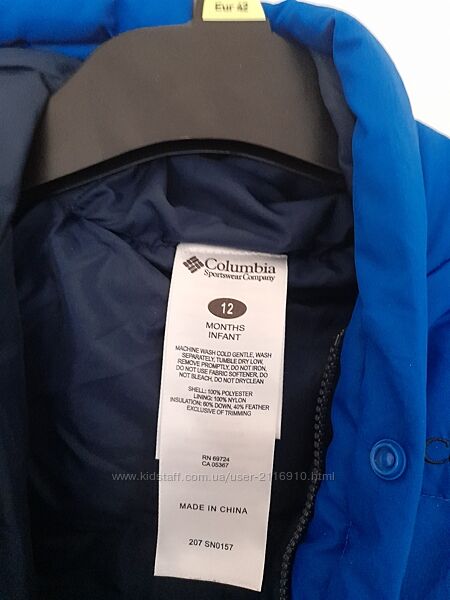 Eur 42
Columbia
Sportswear Company
12
MONTHS
INFANT
MACHINE WASH COLD GENTLE, WASH
SEPARATELY, TUMBLE DRY LOW,
REMOVE PROMPTLY, DO NOT IRON,
DO NOT USE FABRIC SOFTENER, DO
NOT BLEACH, DO NOT DRYCLEAN
SHELL: 100% POLYESTER
LINING: 100% NYLON
INSULATION: 60% DOWN, 40% FEATHER
EXCLUSIVE OF TRIMMING
RN 69724
CA 05367
www.kidstaff.com.ua/user-2116910.html
MADE IN CHINA
207 SN0157